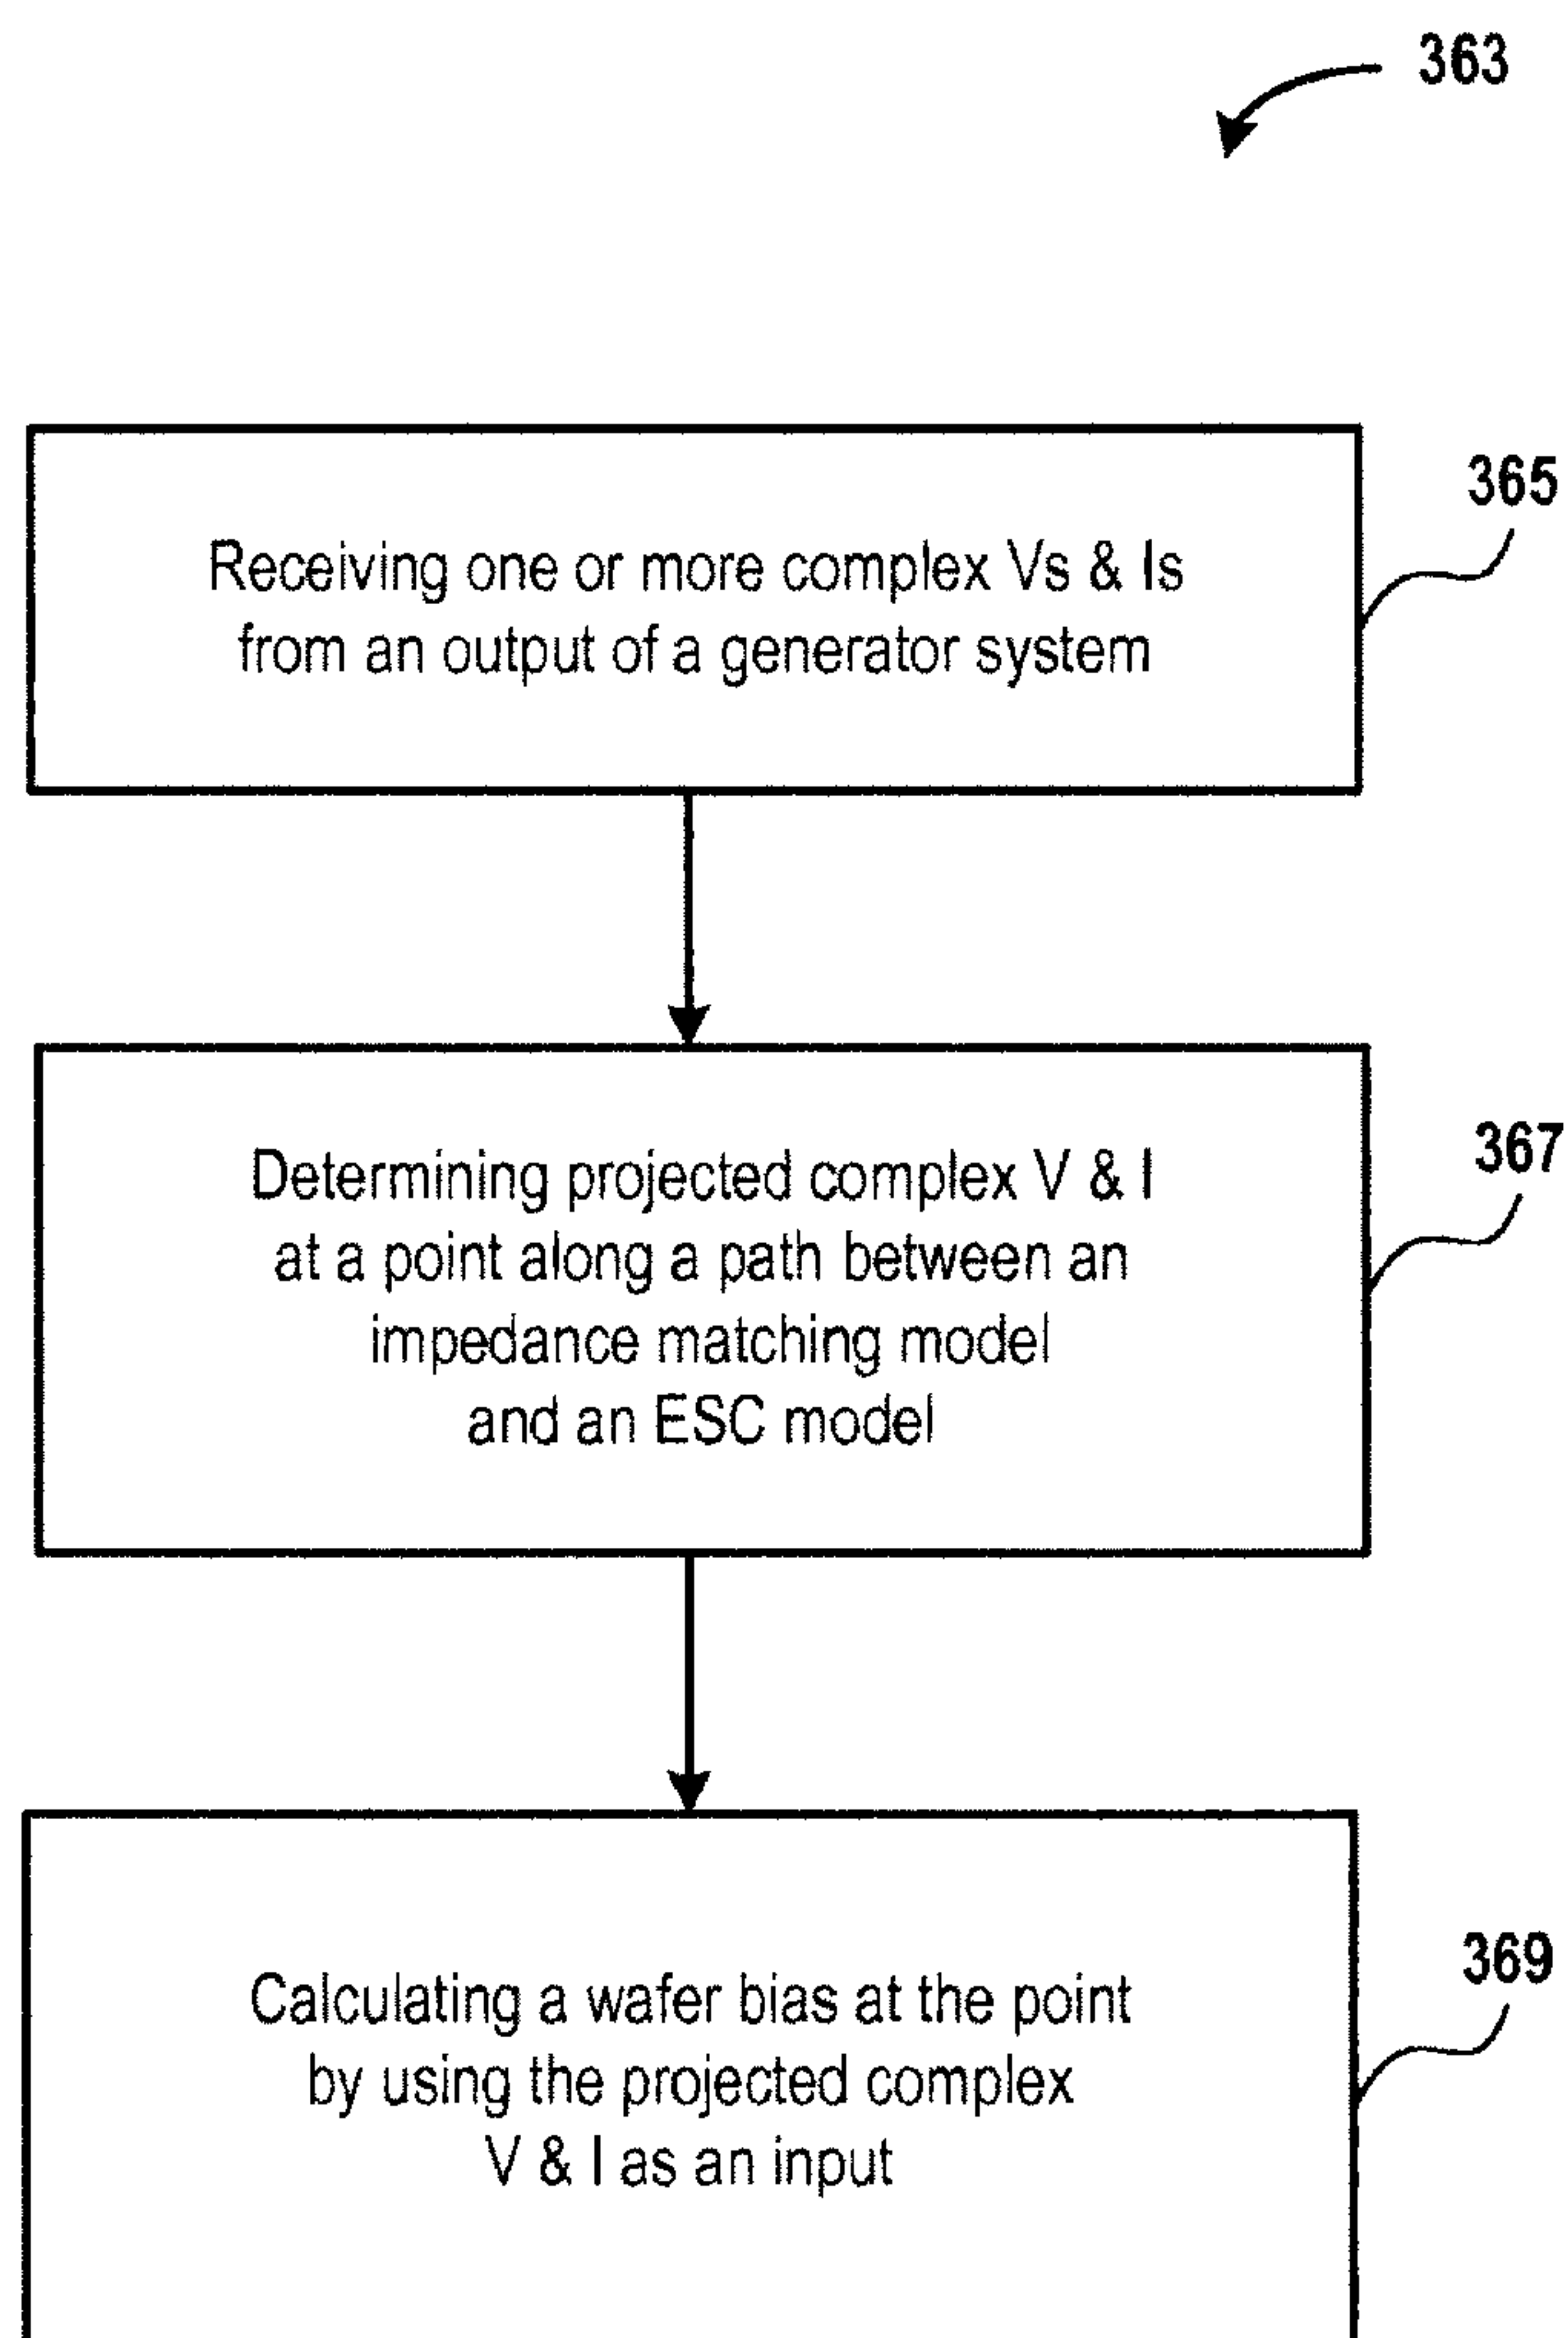 363
365
Receiving one or more complex Vs & Is
from an output of a generator system
367
Determining projected complex V & I
at a point along a path between an
impedance matching model
and an ESC model
369
Calculating a wafer bias at the point
by using the projected complex
V & I as an input